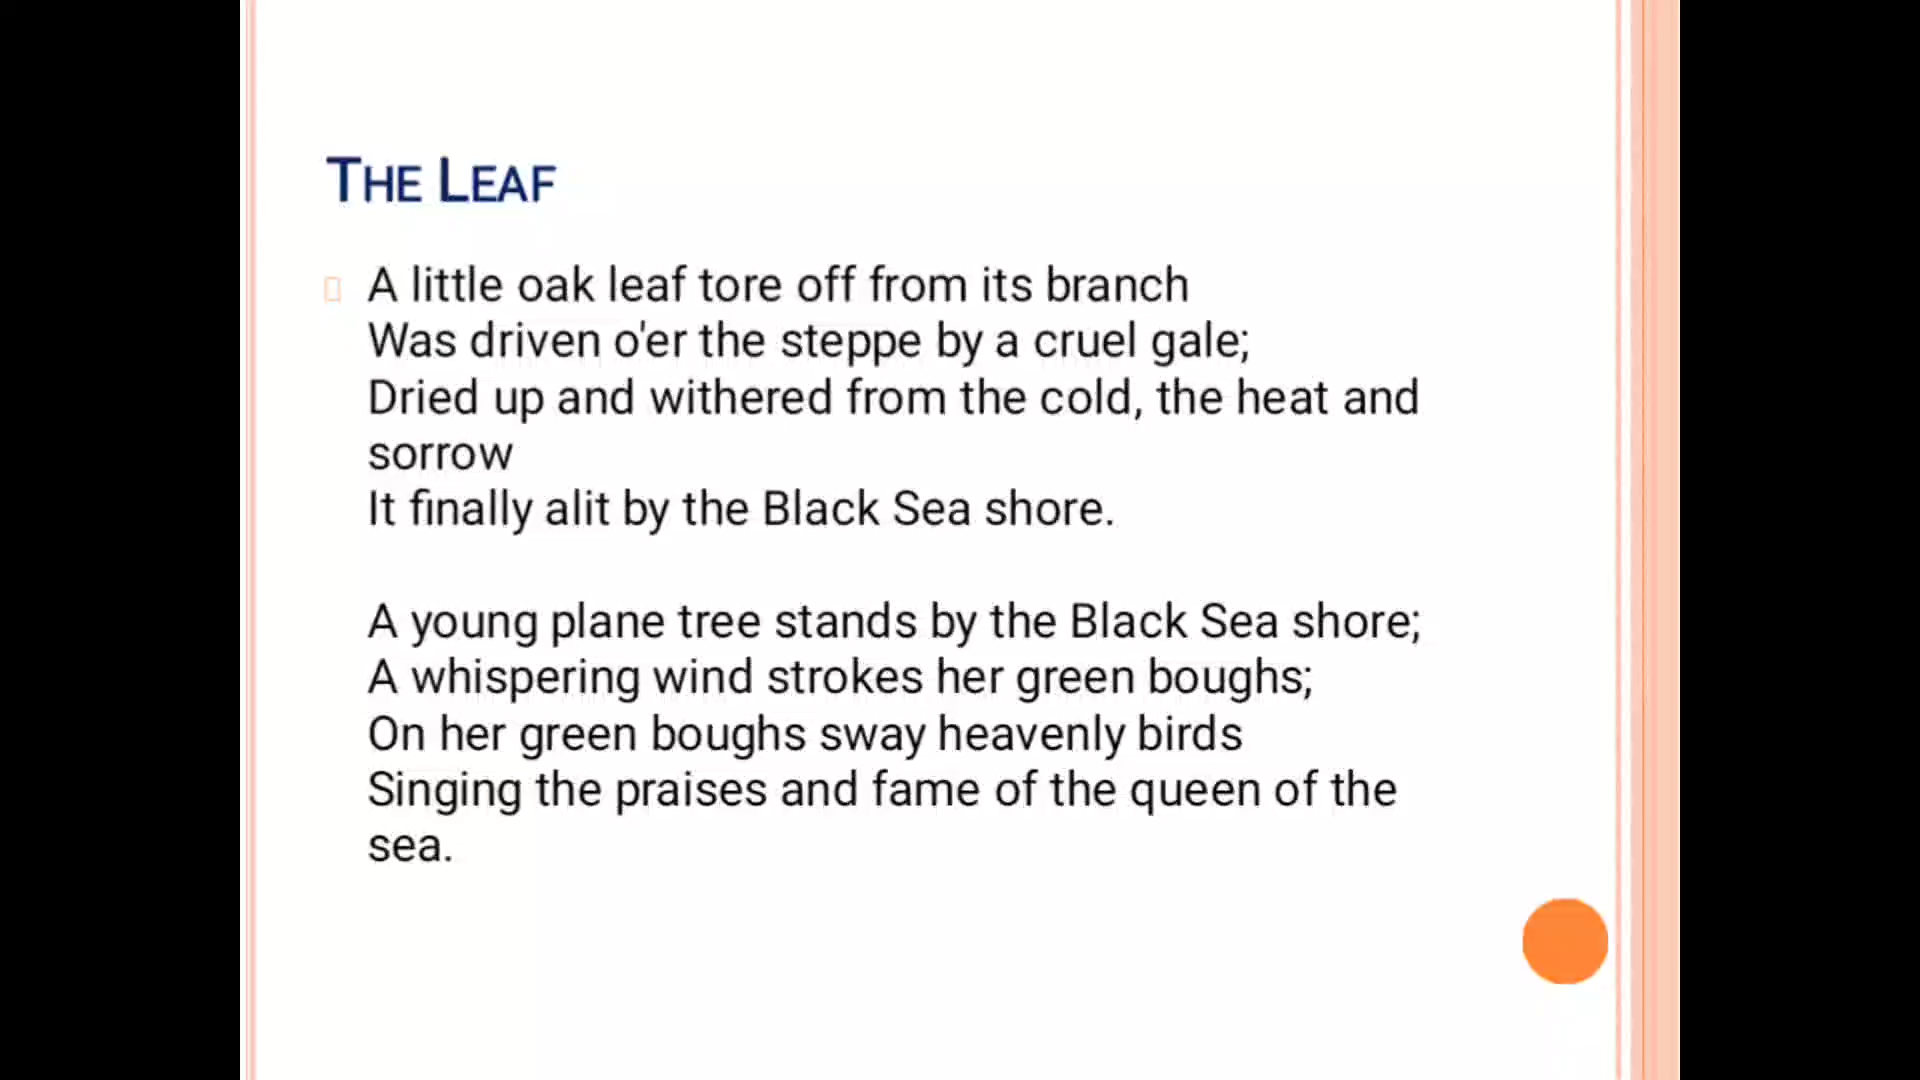 THE LEAF
A little oak leaf tore off from its branch
Was driven o'er the steppe by a cruel gale;
Dried up and withered from the cold, the heat and
sorrow
It finally alit by the Black Sea shore.
A young plane tree stands by the Black Sea shore;
A whispering wind strokes her green boughs;
On her green boughs sway heavenly birds
Singing the praises and fame of the queen of the
sea.